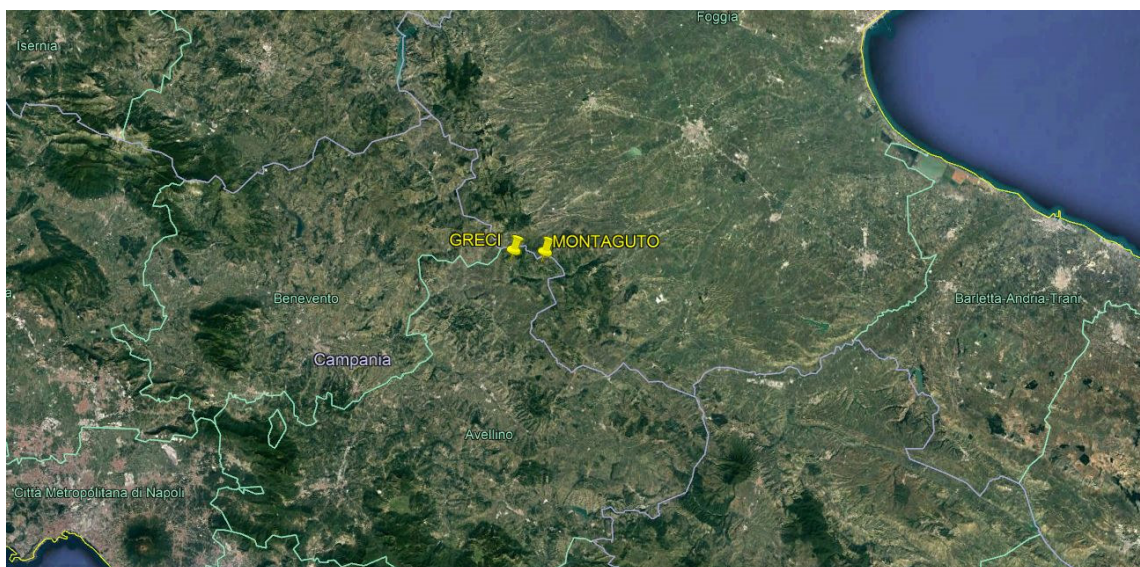 Foggia
Isernia
GRECI
MONTAGUTO
Benevento
Barletta-Andria-Trani
Campania
Avellino
Città Metropolitana di Napoli